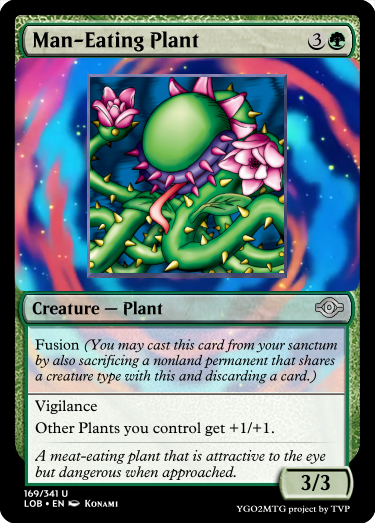 Man-Eating Plant 3
Creature — Plant
Fusion (You may cast this card from your sanctum
by also sacrificing a nonland permanent that shares
a creature type with this and discarding a card.)
Vigilance
Other Plants you control get +1/+1.
A meat-eating plant that is attractive to the eye
but dangerous when approached.
3/3
169/341 U
LOB • EN Konami
YGO2MTG project by TVP